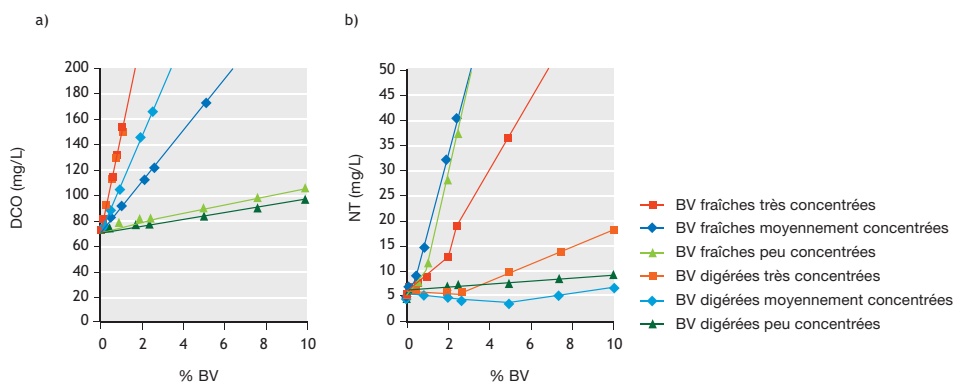 a)
b)
DCO (mg/L)
200
180
160
140
120
100
80
60
40
20
0
0 2 4 6 8 10
% BV
NT (mg/L)
50
45
40
35
30
25
20
15
10
5
0
0 2 4 6 8 10
% BV
BV fraîches très concentrées
BV fraîches moyennement concentrées
BV fraîches peu concentrées
BV digérées très concentrées
BV digérées moyennement concentrées
BV digérées peu concentrées